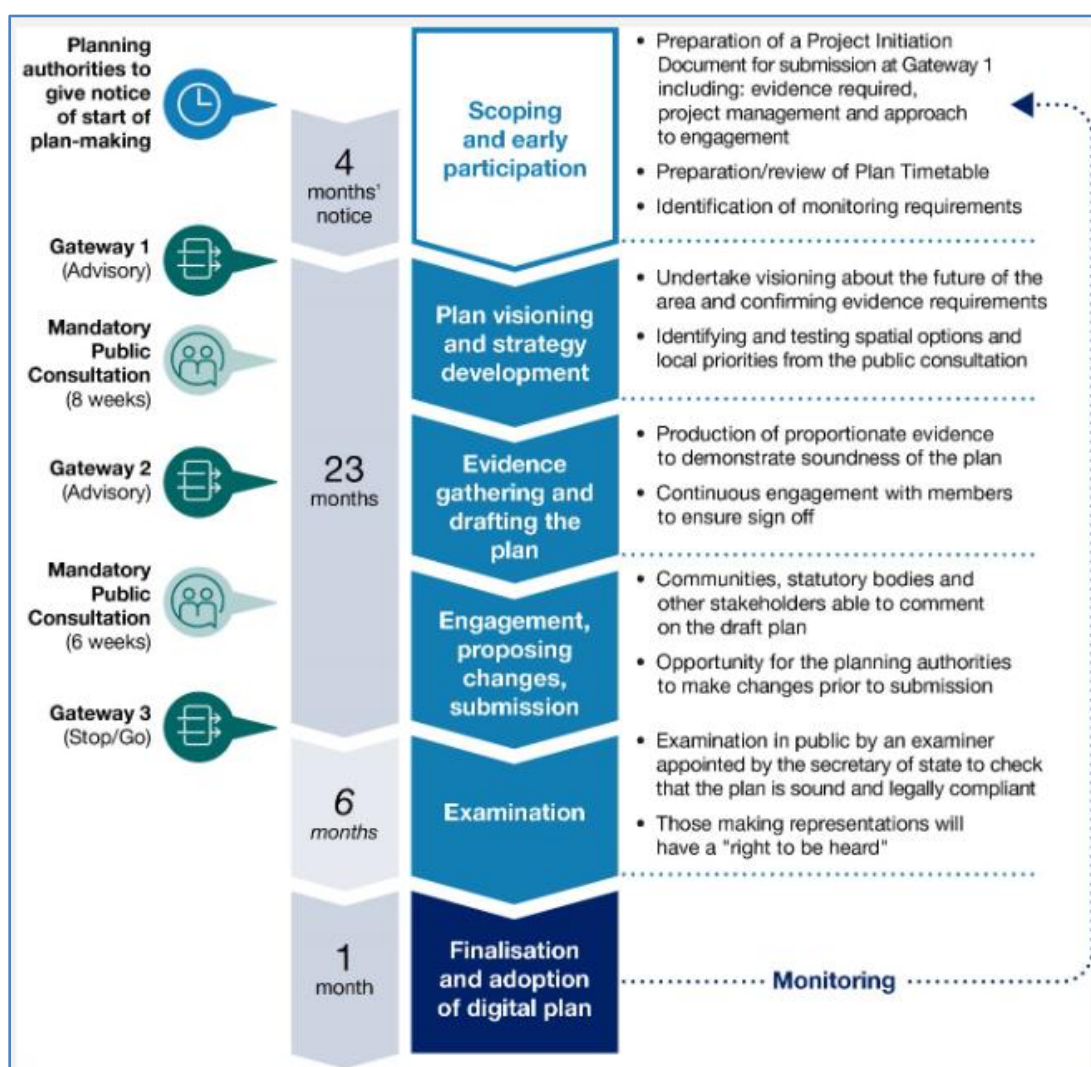 Planning
authorities to
give notice
of start of
plan-making
4
months'
notice
Scoping
and early
participation
• Preparation of a Project Initiation
Document for submission at Gateway 1
including: evidence required,
project management and approach
to engagement
• Preparation/review of Plan Timetable
• Identification of monitoring requirements
Gateway 1
(Advisory)
Mandatory
Public
Consultation
(8 weeks)
Plan visioning
and strategy
development
• Undertake visioning about the future of the
area and confirming evidence requirements
• Identifying and testing spatial options and
local priorities from the public consultation
Gateway 2
(Advisory)
23
months
Evidence
gathering and
drafting the
plan
• Production of proportionate evidence
to demonstrate soundness of the plan
• Continuous engagement with members
to ensure sign off
Mandatory
Public
Consultation
(6 weeks)
Engagement,
proposing
changes,
submission
• Communities, statutory bodies and
other stakeholders able to comment
on the draft plan
• Opportunity for the planning authorities
to make changes prior to submission
Gateway 3
(Stop/Go)
6
months
Examination
• Examination in public by an examiner
appointed by the secretary of state to check
that the plan is sound and legally compliant
• Those making representations will
have a "right to be heard"
1
month
Finalisation
and adoption
of digital plan
Monitoring